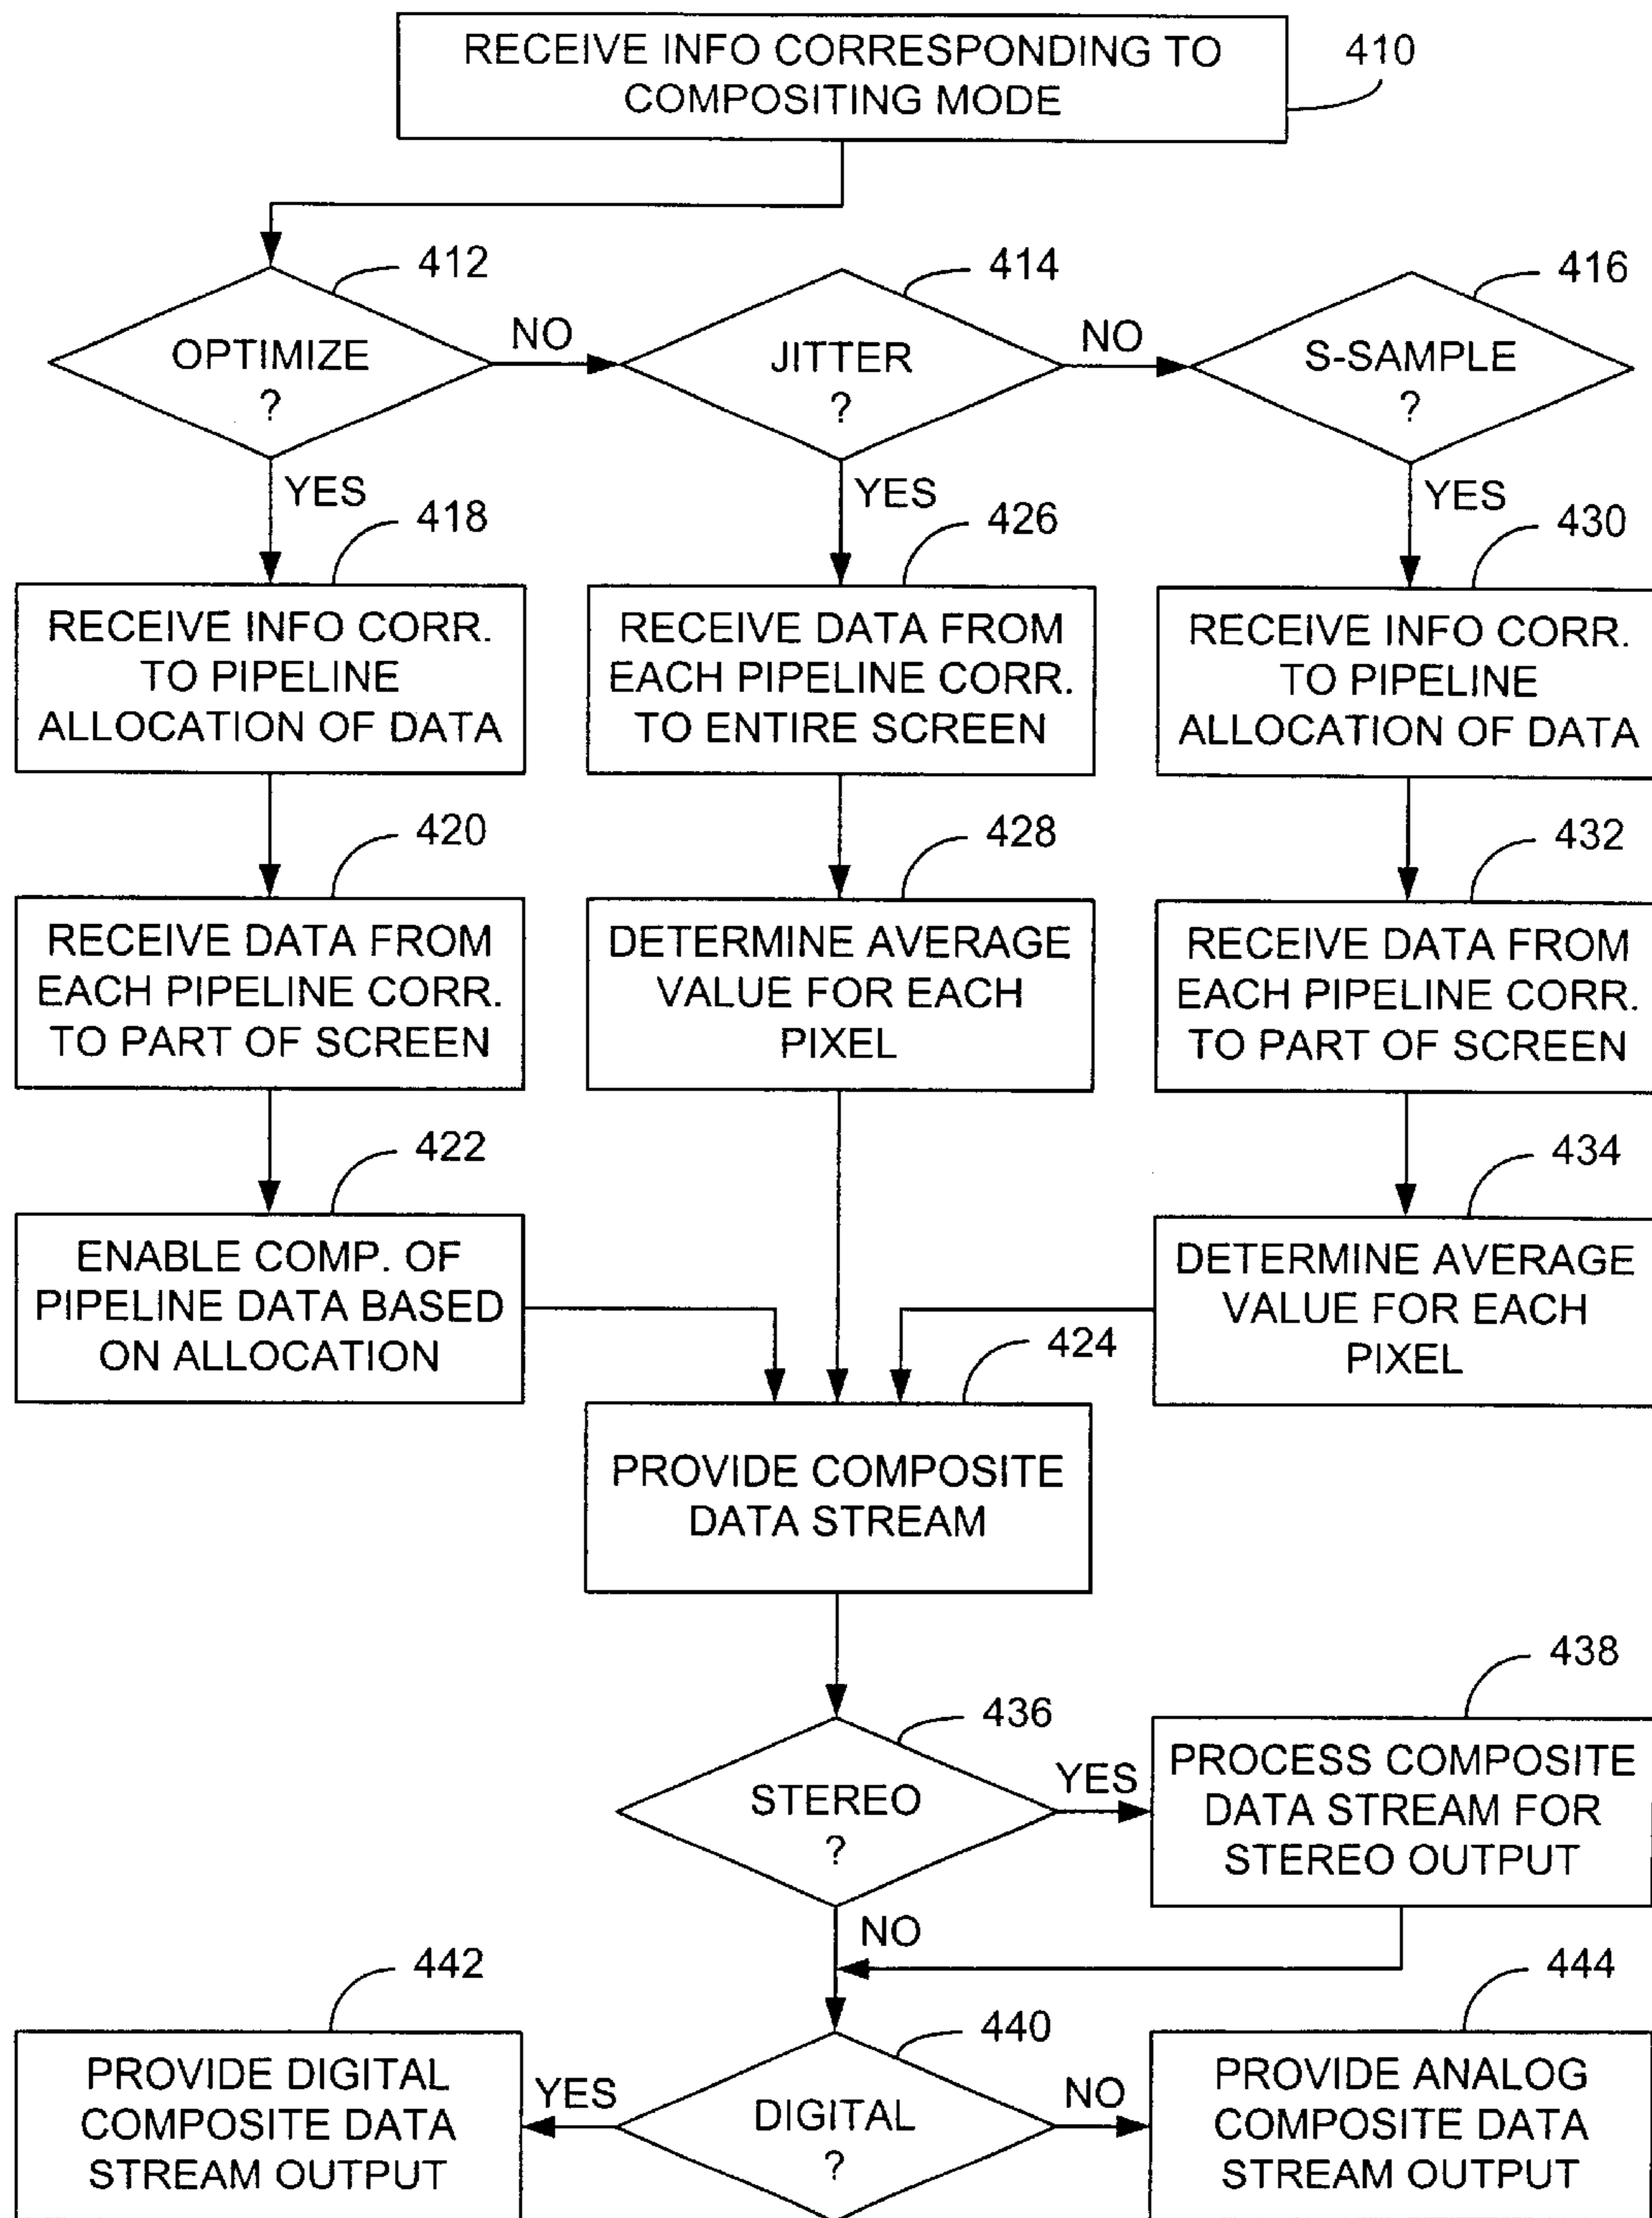 RECEIVE INFO CORRESPONDING TO
COMPOSITING MODE
410
412
OPTIMIZE
?
NO
414
JITTER
?
NO
416
S-SAMPLE
?
YES
YES
YES
418
RECEIVE INFO CORR.
TO PIPELINE
ALLOCATION OF DATA
426
RECEIVE DATA FROM
EACH PIPELINE CORR.
TO ENTIRE SCREEN
430
RECEIVE INFO CORR.
TO PIPELINE
ALLOCATION OF DATA
420
RECEIVE DATA FROM
EACH PIPELINE CORR.
TO PART OF SCREEN
428
DETERMINE AVERAGE
VALUE FOR EACH
PIXEL
432
RECEIVE DATA FROM
EACH PIPELINE CORR.
TO PART OF SCREEN
422
ENABLE COMP. OF
PIPELINE DATA BASED
ON ALLOCATION
434
DETERMINE AVERAGE
VALUE FOR EACH
PIXEL
424
PROVIDE COMPOSITE
DATA STREAM
436
STEREO
?
YES
438
PROCESS COMPOSITE
DATA STREAM FOR
STEREO OUTPUT
NO
442
PROVIDE DIGITAL
COMPOSITE DATA
STREAM OUTPUT
YES
440
DIGITAL
?
NO
444
PROVIDE ANALOG
COMPOSITE DATA
STREAM OUTPUT